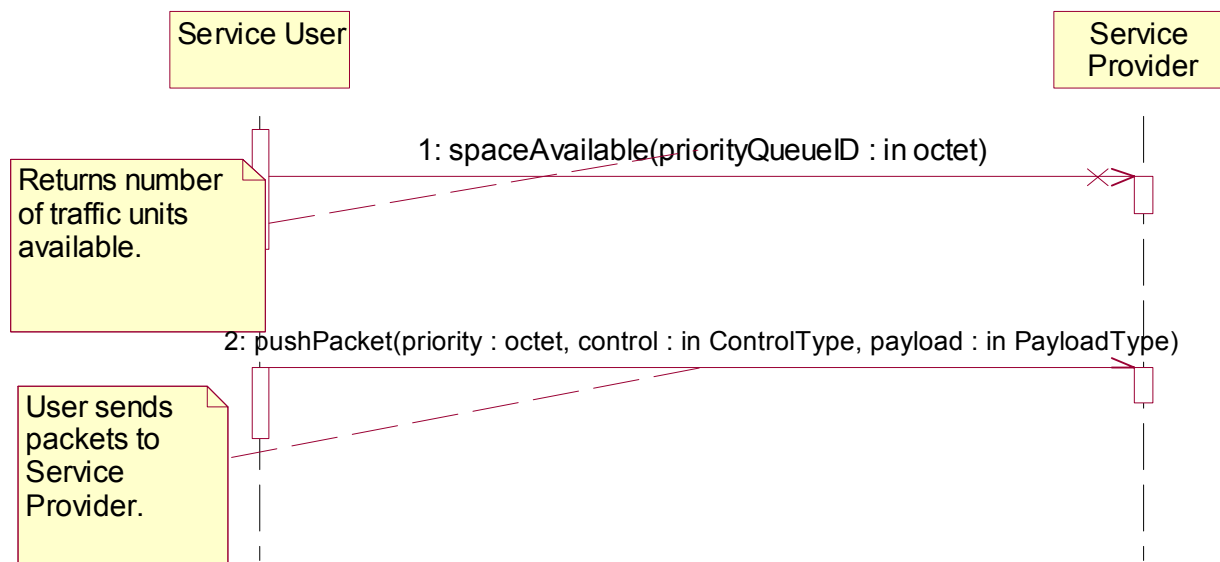 Service User
Service
Provider
1: spaceAvailable(priorityQueueID : in octet)
Returns number
of traffic units
available.
2: pushPacket(priority : octet, control : in ControlType, payload : in PayloadType)
User sends
packets to
Service
Provider.